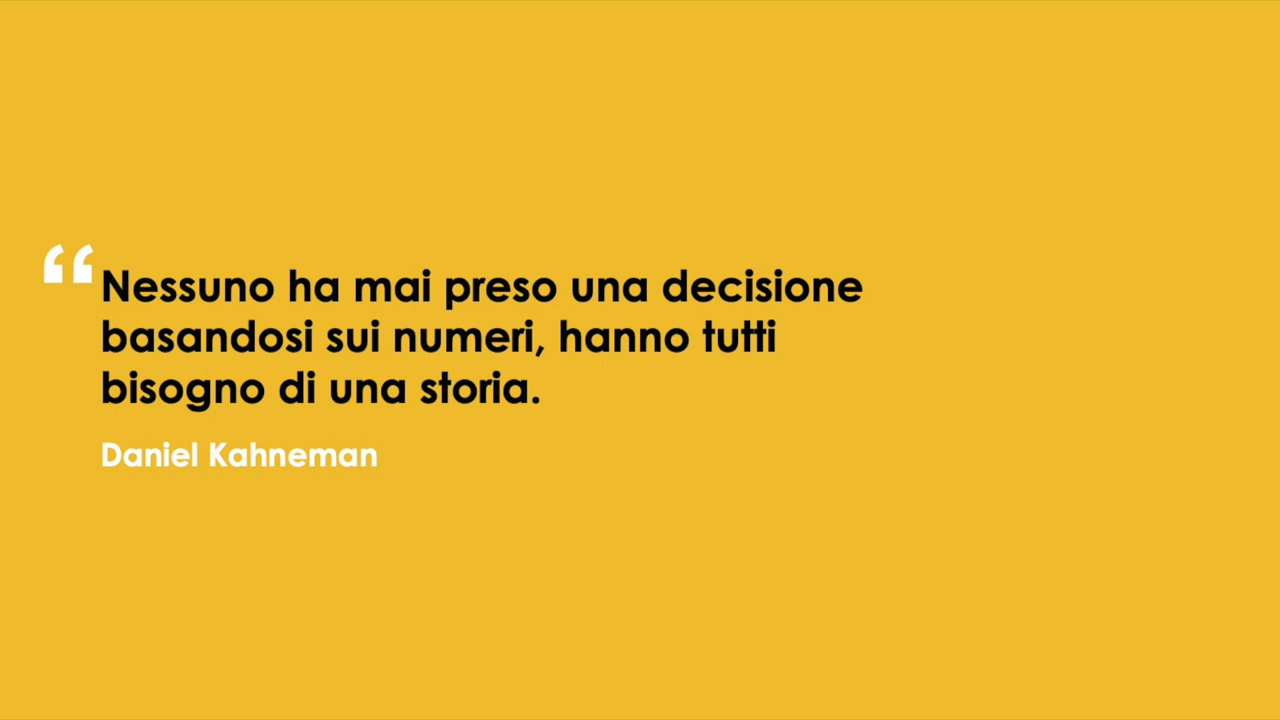 “Nessuno ha mai preso una decisione
basandosi sui numeri, hanno tutti
bisogno di una storia.
Daniel Kahneman